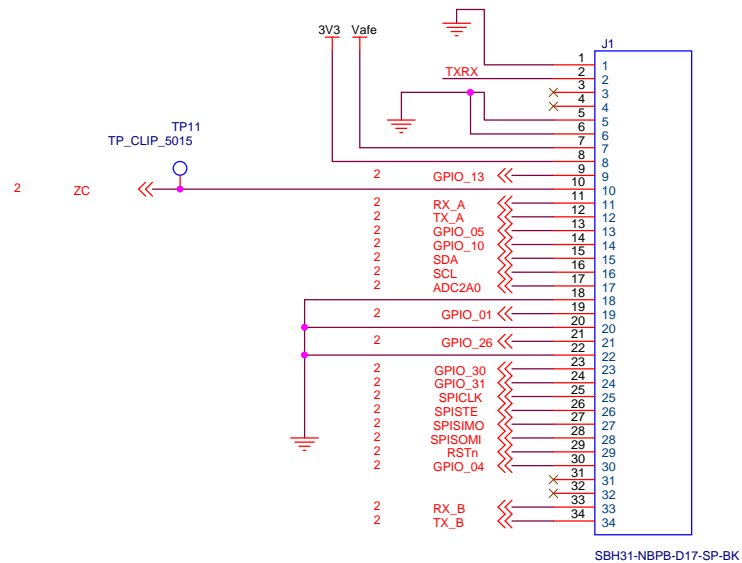 3V3 Vafe
J1
1 1
TXRX 2 2
3 3
4 4
5 5
6 6
7 7
8 8
TP11
TP_CLIP_5015
2 GPIO_13 9 9
2 ZC 10 10
2 RX_A 11 11
2 TX_A 12 12
2 GPIO_05 13 13
2 GPIO_10 14 14
2 SDA 15 15
2 SCL 16 16
2 ADC2A0 17 17
18 18
2 GPIO_01 19 19
20 20
2 GPIO_26 21 21
22 22
2 GPIO_30 23 23
2 GPIO_31 24 24
2 SPICLK 25 25
2 SPISTE 26 26
2 SPISIMO 27 27
2 SPISOMI 28 28
2 RSTn 29 29
2 GPIO_04 30 30
31 31
32 32
2 RX_B 33 33
2 TX_B 34 34
SBH31-NBPB-D17-SP-BK